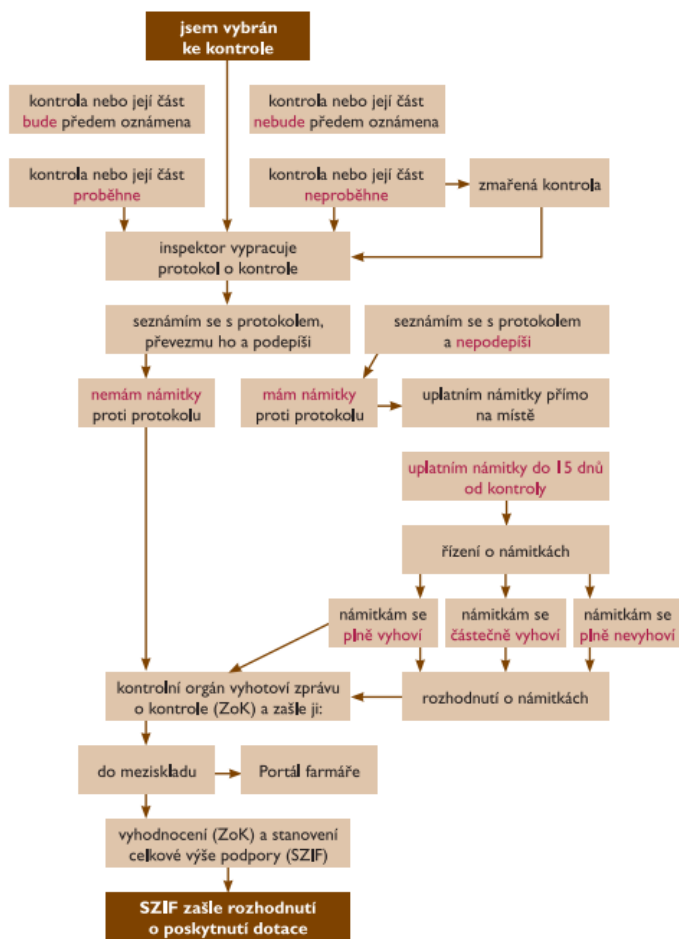 jsem vybrán
ke kontrole
kontrola nebo její část
bude předem oznámena
kontrola nebo její část
nebude předem oznámena
kontrola nebo její část
proběhne
kontrola nebo její část
neproběhne
zmařená kontrola
inspektor vypracuje
protokol o kontrole
seznámím se s protokolem,
převezmu ho a podepíši
seznámím se s protokolem
a nepodepíši
nemám námitky
proti protokolu
mám námitky
proti protokolu
uplatním námitky přímo
na místě
uplatním námitky do 15 dnů
od kontroly
řízení o námitkách
námitkám se
plně vyhoví
námitkám se
částečně vyhoví
námitkám se
plně nevyhoví
kontrolní orgán vyhotoví zprávu
o kontrole (ZoK) a zašle ji:
rozhodnutí o námitkách
do meziskladu
Portál farmáře
vyhodnocení (ZoK) a stanovení
celkové výše podpory (SZIF)
SZIF zašle rozhodnutí
o poskytnutí dotace